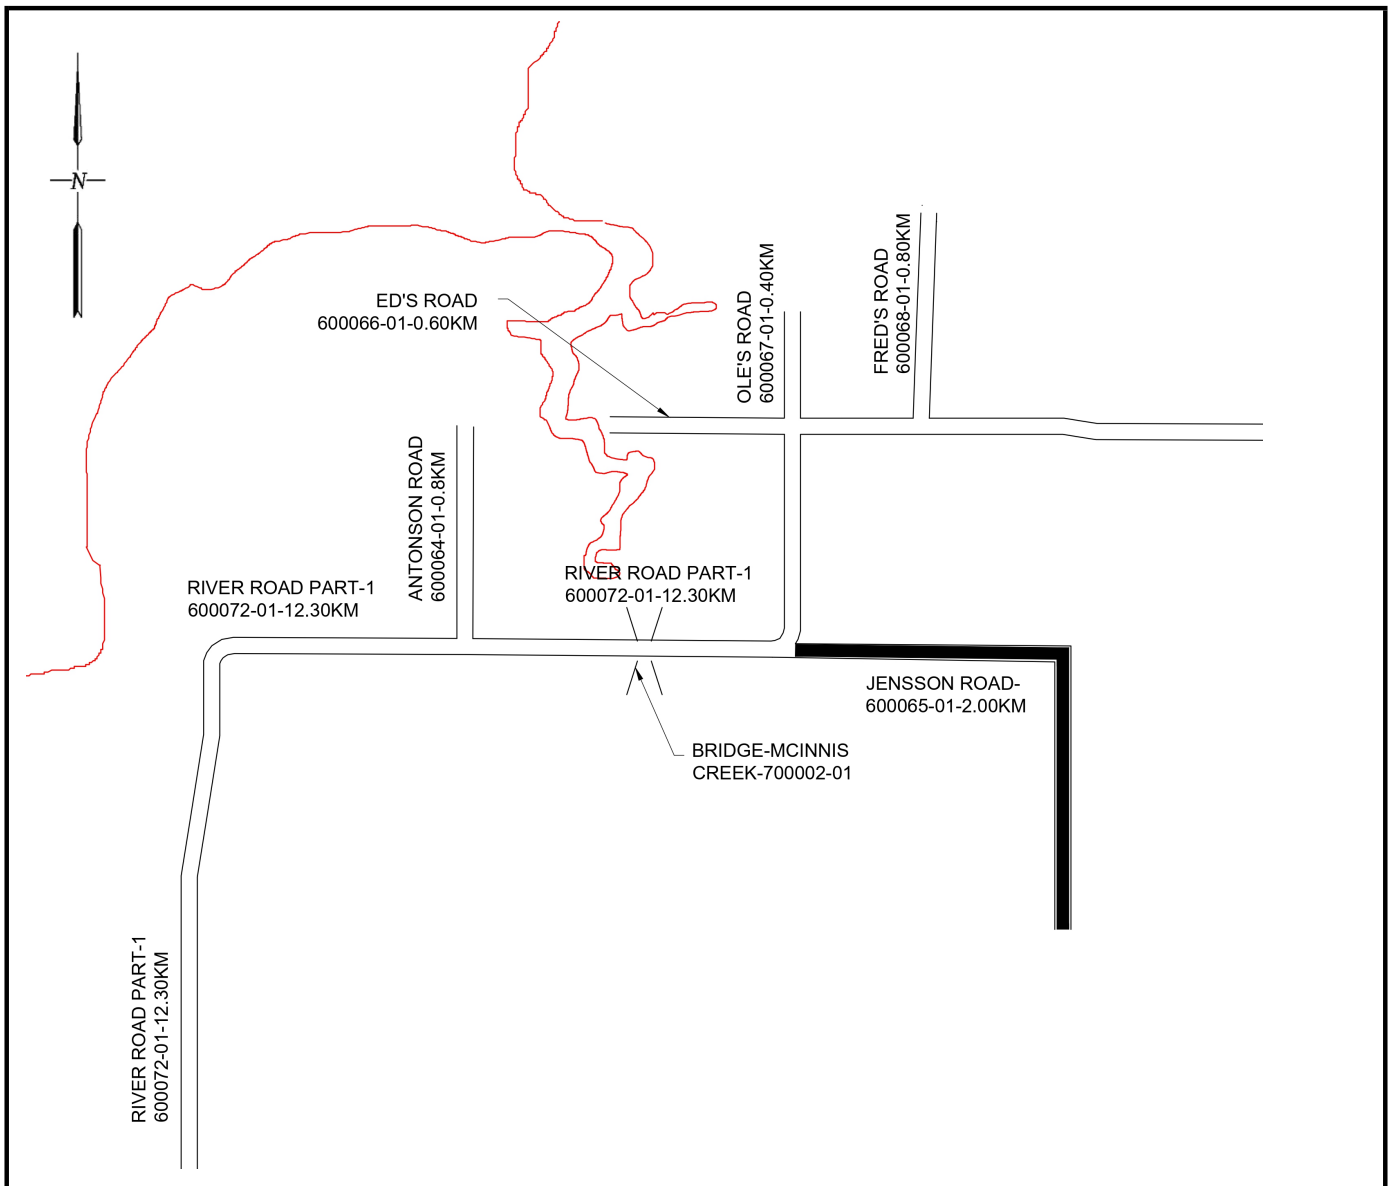 N
ED'S ROAD
600066-01-0.60KM
OLE'S ROAD
600067-01-0.40KM
FRED'S ROAD
600068-01-0.80KM
ANTONSON ROAD
600064-01-0.8KM
RIVER ROAD PART-1
600072-01-12.30KM
RIVER ROAD PART-1
600072-01-12.30KM
JENSSON ROAD-
600065-01-2.00KM
BRIDGE-MCINNIS
CREEK-700002-01
RIVER ROAD PART-1
600072-01-12.30KM